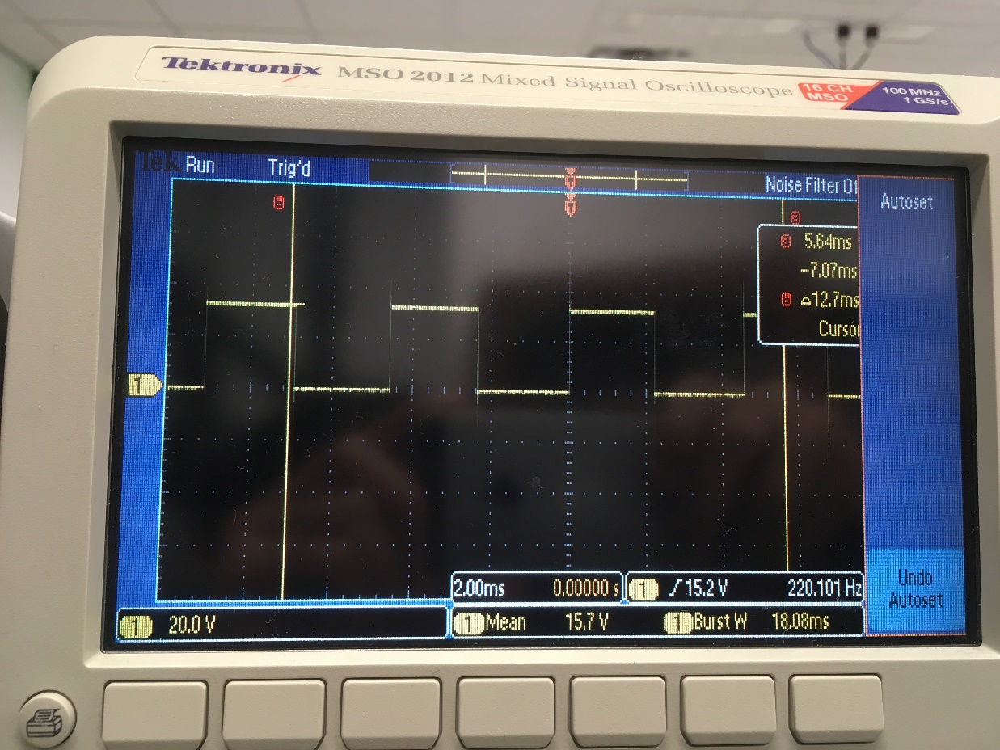 Tektronix MSO 2012 Mixed Signal Oscilloscope 16 CH MSO 100 MHz 1 GS/s
Tek Run Trig'd
Noise Filter Of
Autoset
5.64ms
-7.07ms
△12.7ms
Cursor
1
2.00ms 0.00000 s 1 15.2 V 220.101 Hz
1 20.0 V 1 Mean 15.7 V 1 Burst W 18.08ms
Undo
Autoset